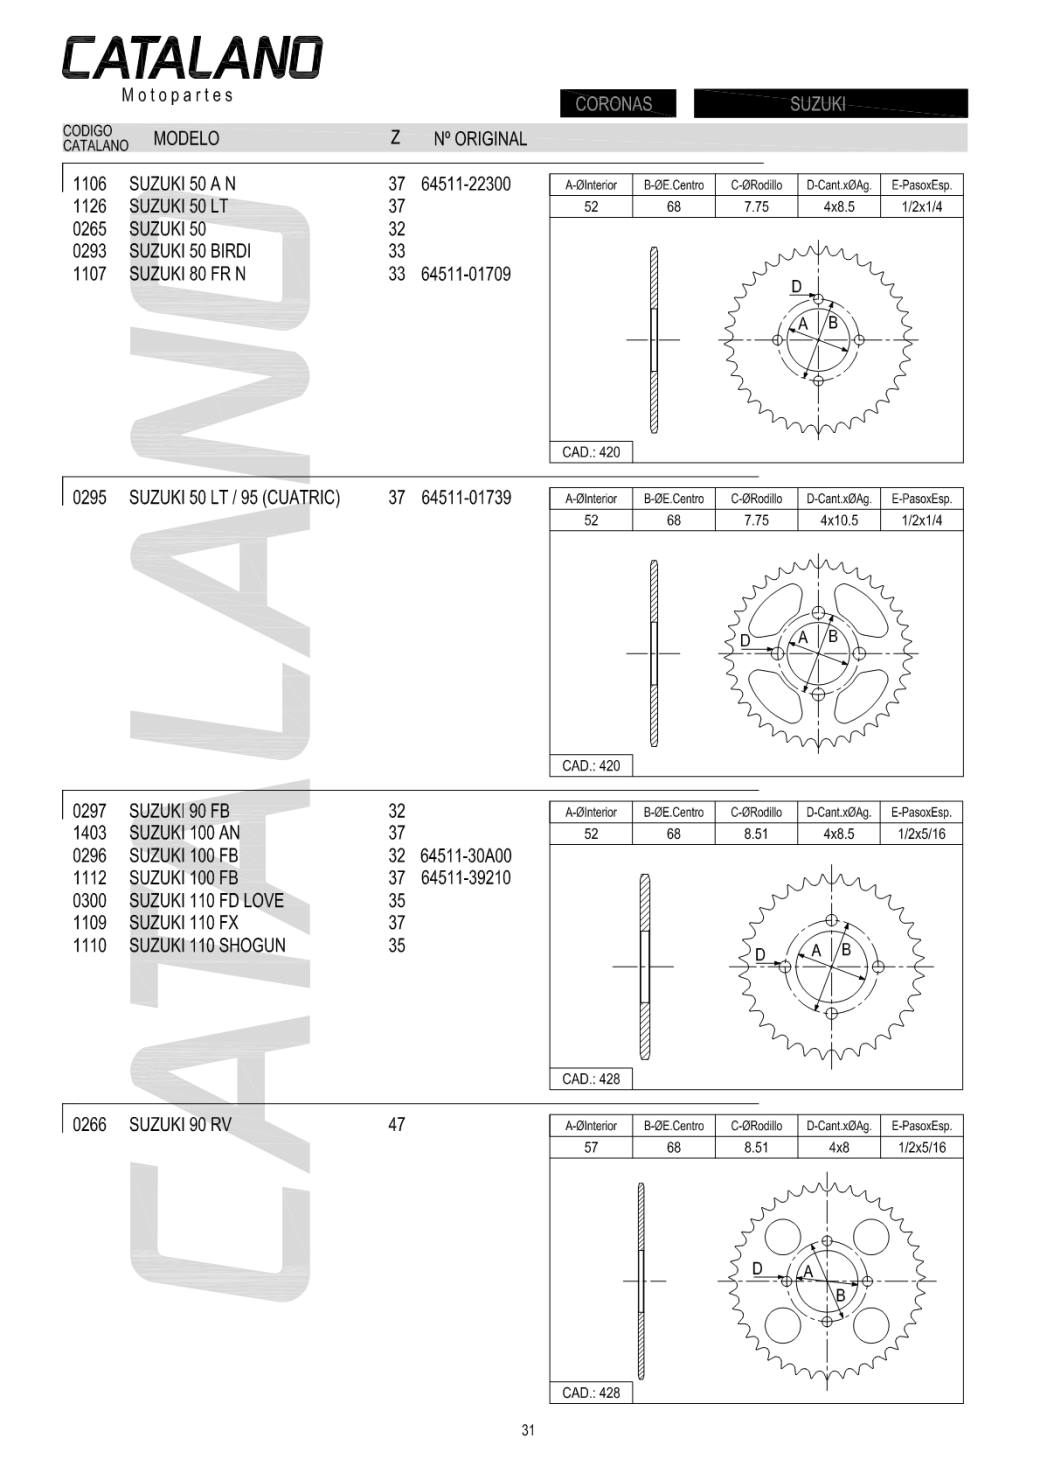 CATALANO
Motopartes
CORONAS SUZUKI
CODIGO
CATALANO MODELO Z Nº ORIGINAL
1106 SUZUKI 50 A N 37 64511-22300
1126 SUZUKI 50 LT 37
0265 SUZUKI 50 32
0293 SUZUKI 50 BIRDI 33
1107 SUZUKI 80 FR N 33 64511-01709
A-ØInterior B-ØE.Centro C-ØRodillo D-Cant.xØAg. E-PasoxEsp.
52 68 7.75 4x8.5 1/2x1/4
D
A B
CAD.: 420
0295 SUZUKI 50 LT / 95 (CUATRIC) 37 64511-01739
A-ØInterior B-ØE.Centro C-ØRodillo D-Cant.xØAg. E-PasoxEsp.
52 68 7.75 4x10.5 1/2x1/4
D A B
CAD.: 420
0297 SUZUKI 90 FB 32
1403 SUZUKI 100 AN 37
0296 SUZUKI 100 FB 32 64511-30A00
1112 SUZUKI 100 FB 37 64511-39210
0300 SUZUKI 110 FD LOVE 35
1109 SUZUKI 110 FX 37
1110 SUZUKI 110 SHOGUN 35
A-ØInterior B-ØE.Centro C-ØRodillo D-Cant.xØAg. E-PasoxEsp.
52 68 8.51 4x8.5 1/2x5/16
D A B
CAD.: 428
0266 SUZUKI 90 RV 47
A-ØInterior B-ØE.Centro C-ØRodillo D-Cant.xØAg. E-PasoxEsp.
57 68 8.51 4x8 1/2x5/16
D A
B
CAD.: 428
CATALANO
31